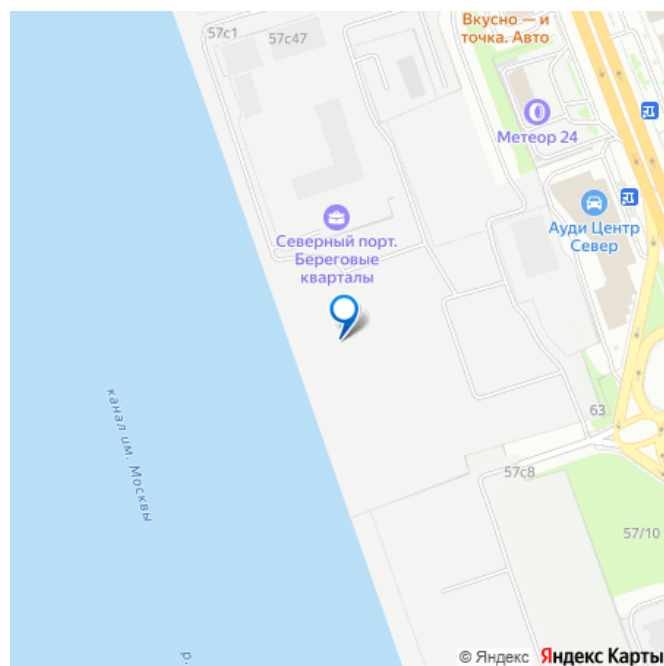 57с1
57с47
Вкусно — и
точка. Авто
Метеор 24
Ауди Центр
Север
Северный порт.
Береговые
кварталы
канал им. Москвы
63
57с8
57/10
р.
© Яндекс Яндекс Карты